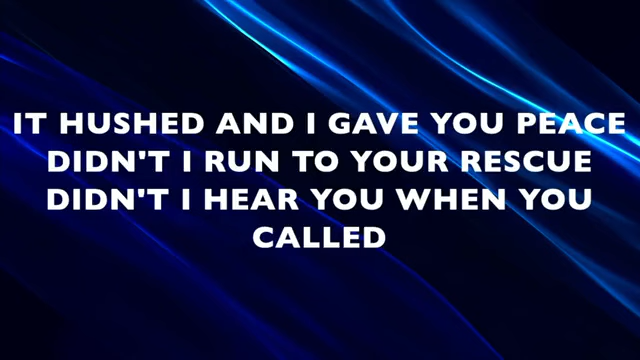 IT HUSHED AND I GAVE YOU PEACE
DIDN'T I RUN TO YOUR RESCUE
DIDN'T I HEAR YOU WHEN YOU
CALLED